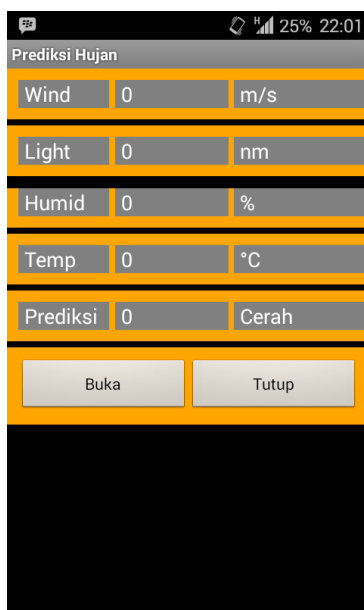 25% 22:01
Prediksi Hujan
Wind 0 m/s
Light 0 nm
Humid 0 %
Temp 0 °C
Prediksi 0 Cerah
Buka Tutup